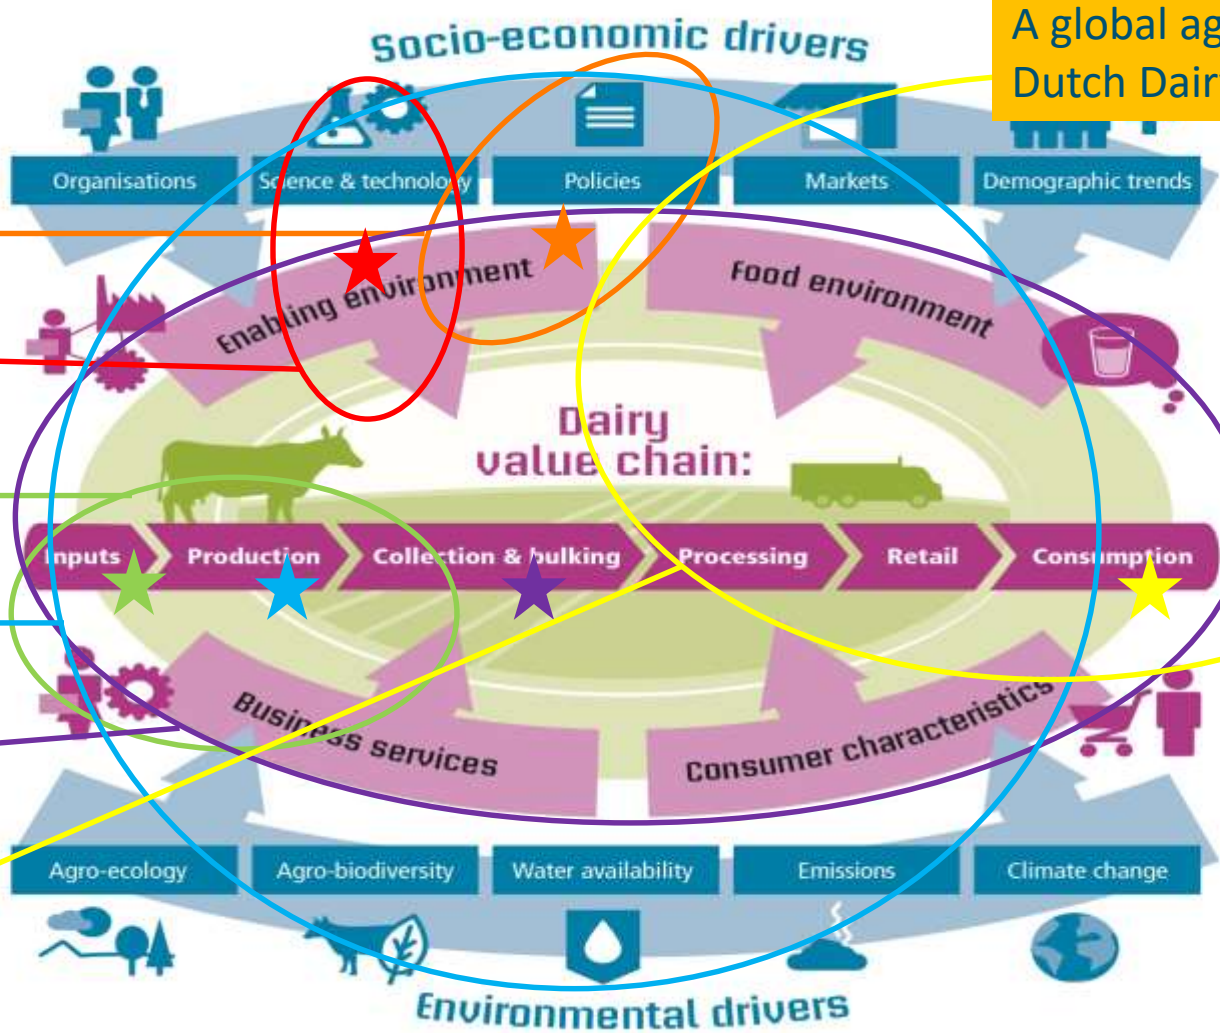 A global ag
Dutch Dair
Socio-economic drivers
Organisations
Science & technology
Policies
Markets
Demographic trends
Enabling environment
Food environment
Dairy
value chain:
Inputs
Production
Collection & bulking
Processing
Retail
Consumption
Business services
Consumer characteristics
Agro-ecology
Agro-biodiversity
Water availability
Emissions
Climate change
Environmental drivers